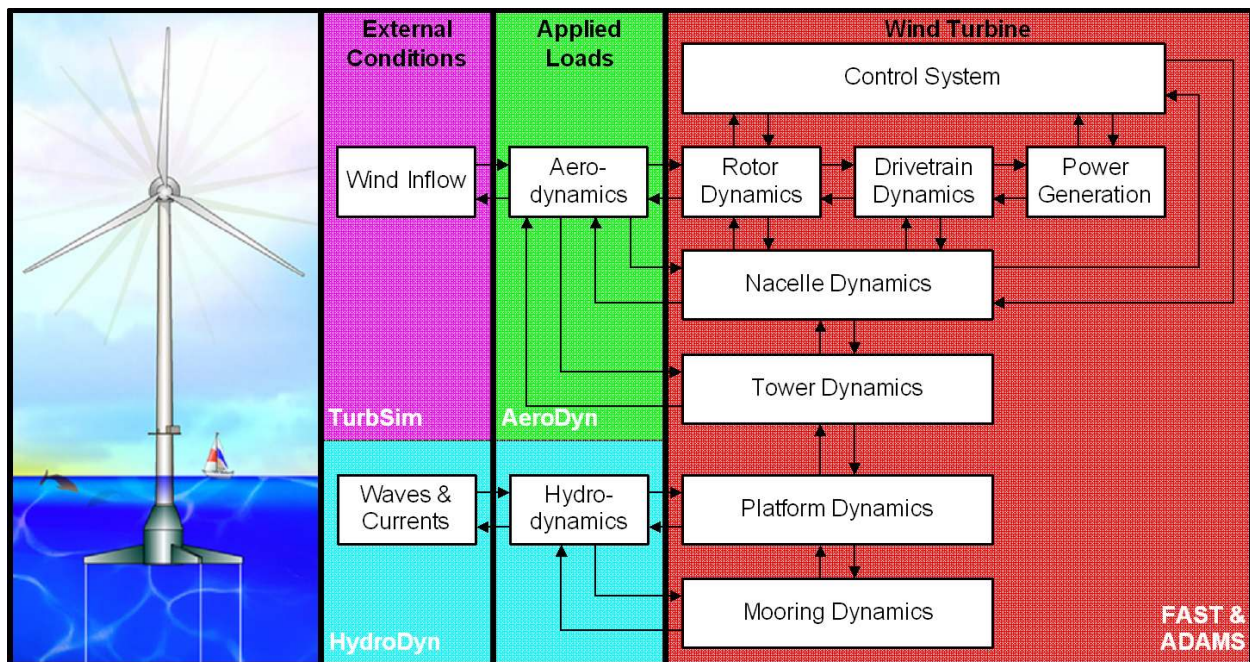 External
Conditions
Applied
Loads
Wind Turbine
Control System
Wind Inflow
Aero-
dynamics
Rotor
Dynamics
Drivetrain
Dynamics
Power
Generation
Nacelle Dynamics
Tower Dynamics
TurbSim
AeroDyn
Waves &
Currents
Hydro-
dynamics
Platform Dynamics
Mooring Dynamics
HydroDyn
FAST &
ADAMS